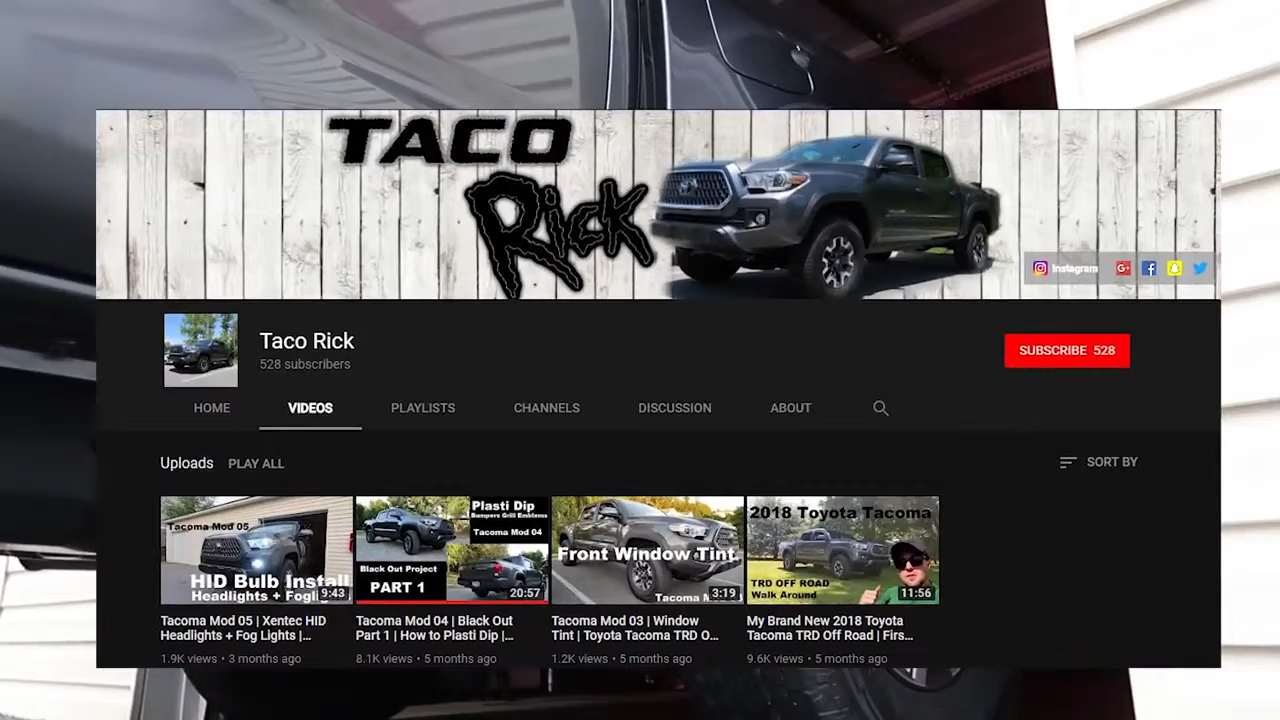 TACO
Rick
Instagram
Taco Rick
528 subscribers
SUBSCRIBE 528
HOME VIDEOS PLAYLISTS CHANNELS DISCUSSION ABOUT
Uploads PLAY ALL SORT BY
Tacoma Mod 05
HID Bulb Install
Headlights + Fogli
9:43
Plasti Dip
Bumpers Grill Emblems
Tacoma Mod 04
Black Out Project
PART 1
20:57
Front Window Tint
Tacoma
3:19
2018 Toyota Tacoma
TRD OFF ROAD
Walk Around
11:56
Tacoma Mod 05 | Xentec HID
Headlights + Fog Lights |...
1.9K views • 3 months ago
Tacoma Mod 04 | Black Out
Part 1 | How to Plasti Dip |...
8.1K views • 5 months ago
Tacoma Mod 03 | Window
Tint | Toyota Tacoma TRD O...
1.2K views • 5 months ago
My Brand New 2018 Toyota
Tacoma TRD Off Road | Firs...
9.6K views • 5 months ago